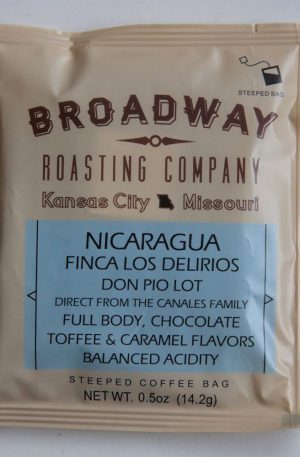 STEEPED BAG
BROADWAY
ROASTING COMPANY
Kansas City Missouri
NICARAGUA
FINCA LOS DELIRIOS
DON PIO LOT
DIRECT FROM THE CANALES FAMILY
FULL BODY, CHOCOLATE
TOFFEE & CARAMEL FLAVORS
BALANCED ACIDITY
STEEPED COFFEE BAG
NET WT. 0.5oz (14.2g)